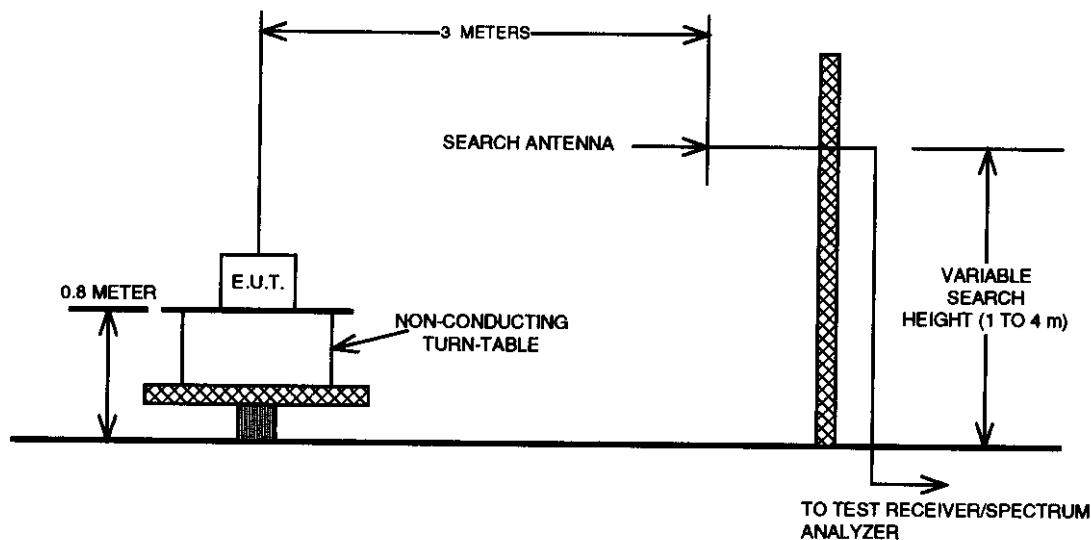 3 METERS
SEARCH ANTENNA
E.U.T.
0.8 METER
NON-CONDUCTING
TURN-TABLE
VARIABLE
SEARCH
HEIGHT (1 TO 4 m)
TO TEST RECEIVER/SPECTRUM
ANALYZER